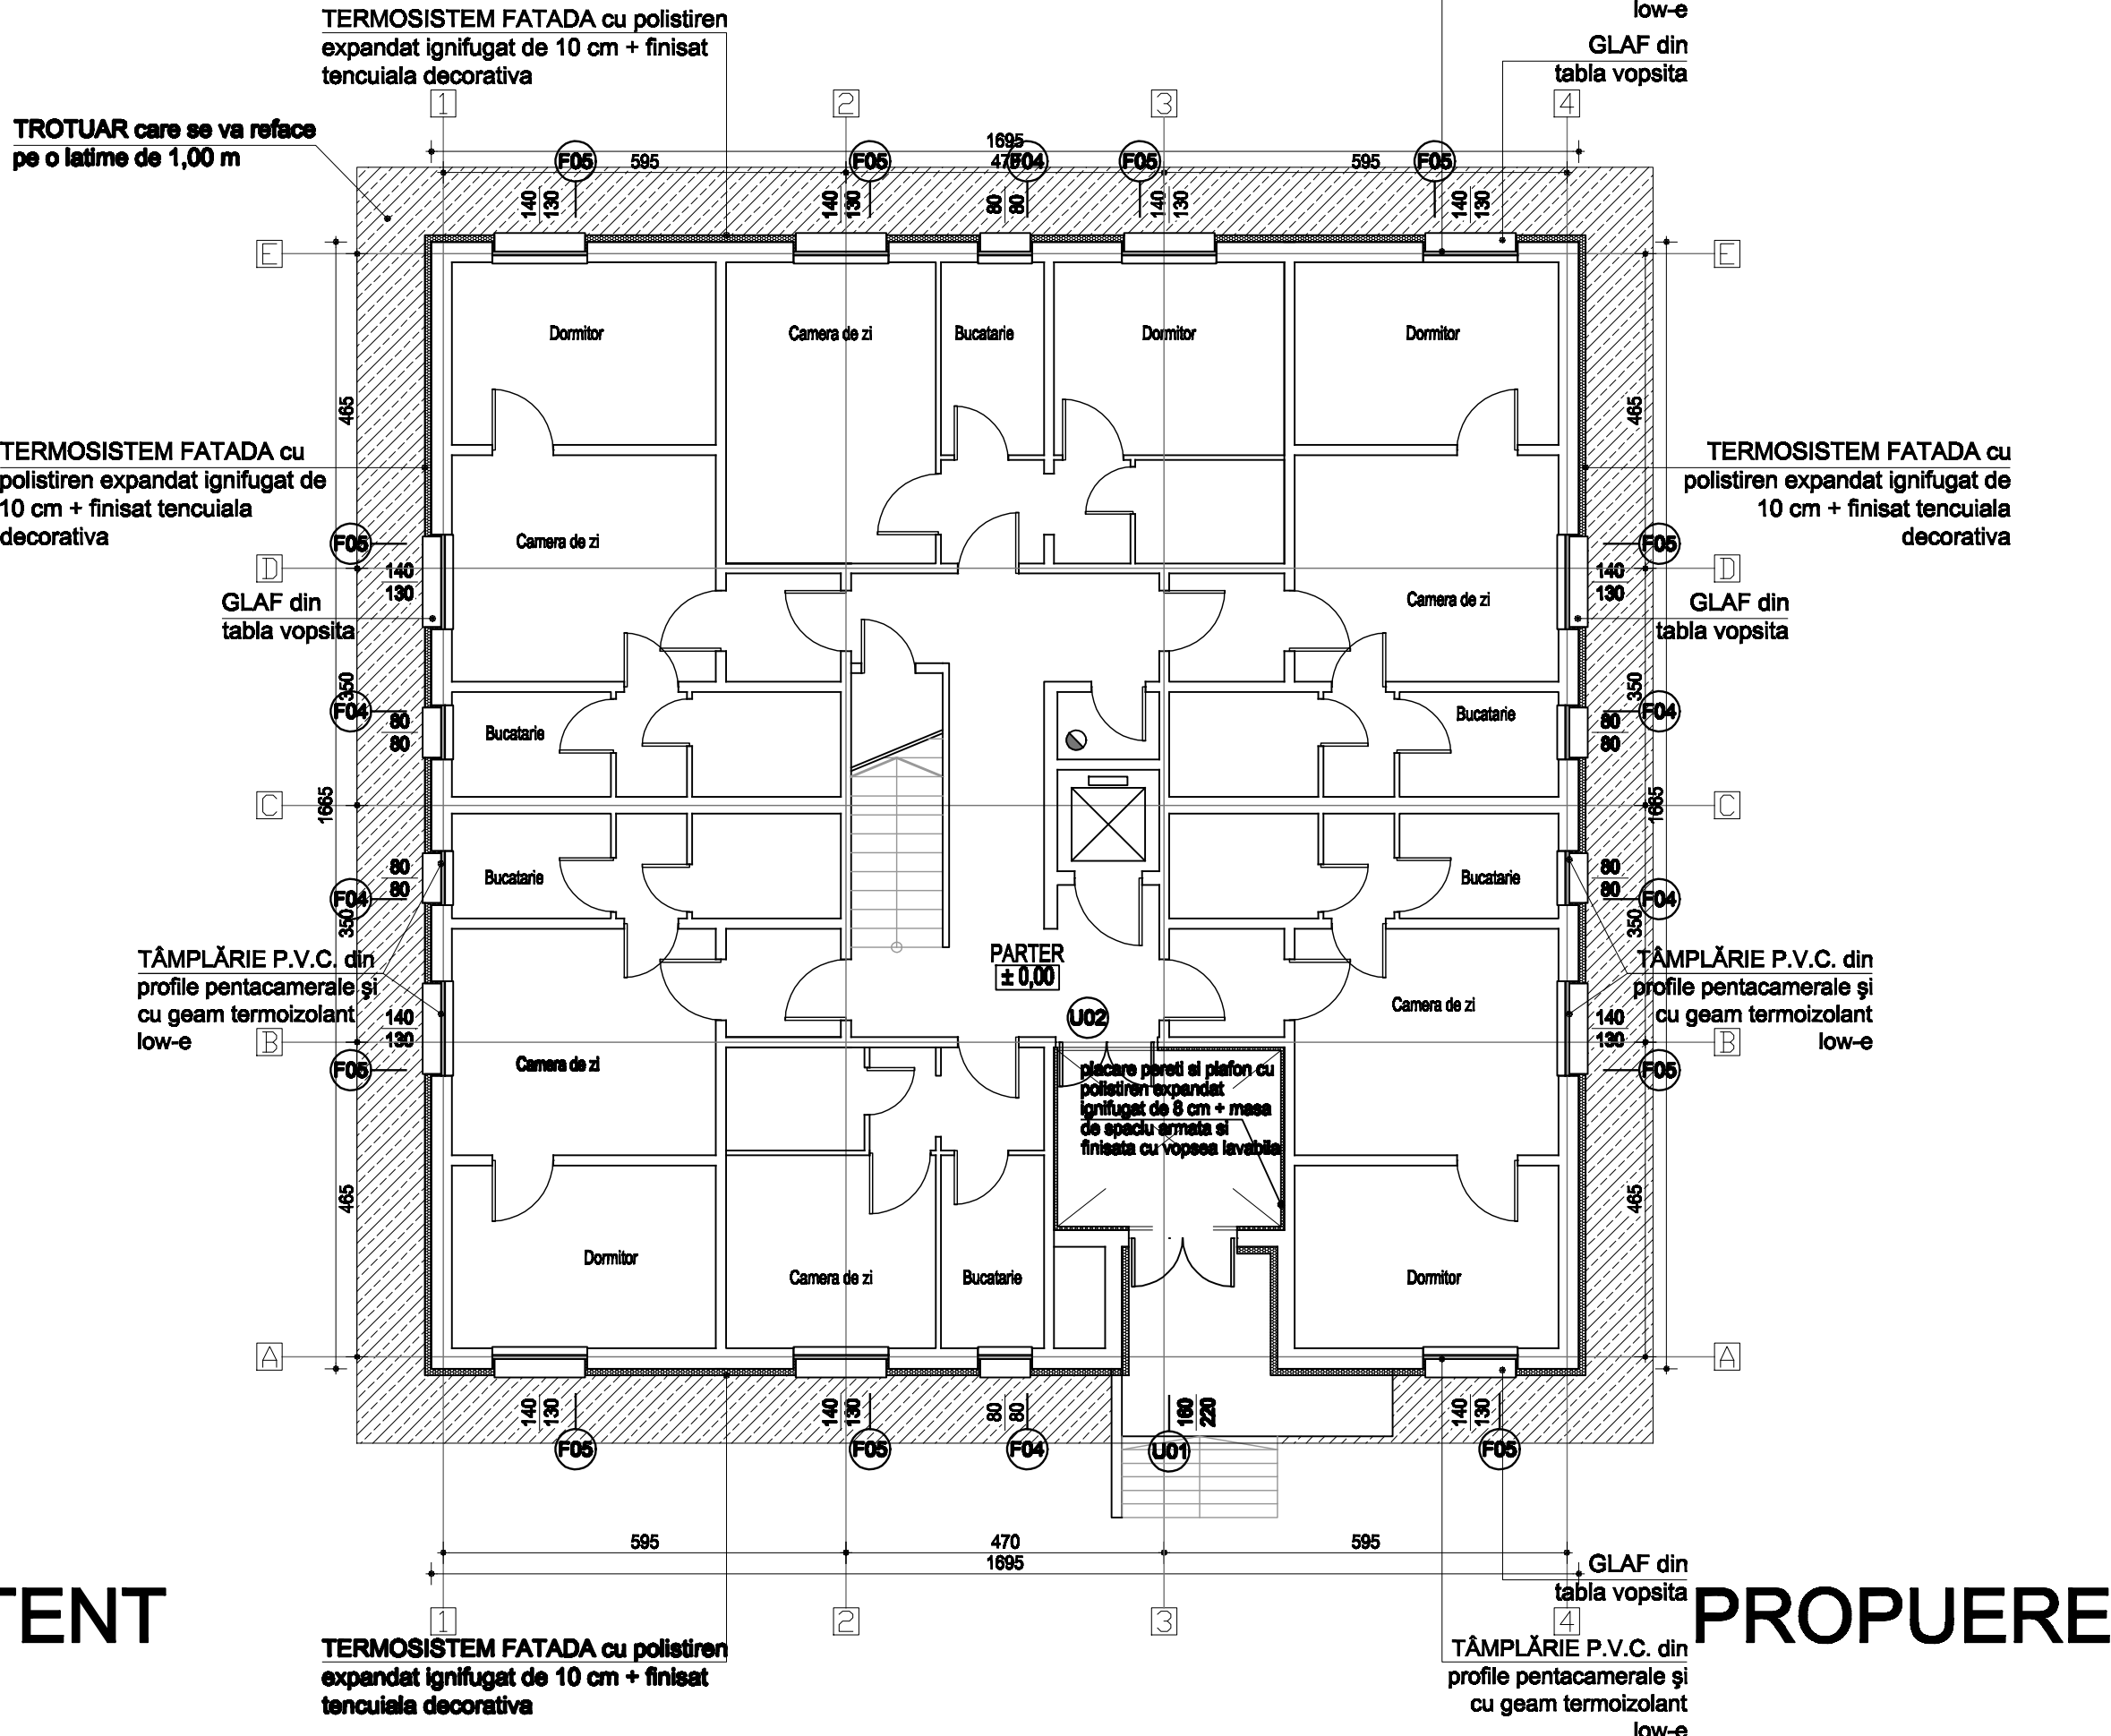 TERMOSISTEM FATADA cu polistiren
expandat ignifugat de 10 cm + finisat
tencuiala decorativa
low-e
GLAF din
tabla vopsita
TROTUAR care se va reface
pe o latime de 1,00 m
1 2 3 4
1695
F05 595 F05 470 F04 F05 595 F05
140 130 140 130 80 80 140 130 140 130
E E
Dormitor Camera de zi Bucatarie Dormitor Dormitor
465 465
TERMOSISTEM FATADA cu
polistiren expandat ignifugat de
10 cm + finisat tencuiala
decorativa
TERMOSISTEM FATADA cu
polistiren expandat ignifugat de
10 cm + finisat tencuiala
decorativa
F05 Camera de zi F05
D 140 140 D
130 130
Camera de zi
GLAF din
tabla vopsita
GLAF din
tabla vopsita
350 350
F04 80 80 F04
80 80
Bucatarie Bucatarie
C 1665 1665 C
80 80
F04 80 80 F04
Bucatarie Bucatarie
350 350
TÂMPLĂRIE P.V.C. din
profile pentacamerale şi
cu geam termoizolant
low-e
PARTER
± 0,00
TÂMPLĂRIE P.V.C. din
profile pentacamerale şi
cu geam termoizolant
low-e
Camera de zi
140 U02 140
B 130 130 B
F05 Camera de zi F05
placare pereti si plafon cu
polistiren expandat
ignifugat de 8 cm + masa
de spaclu armata si
finisata cu vopsea lavabila
465 465
Dormitor Camera de zi Bucatarie Dormitor
A A
140 130 140 130 80 80 160 220 140 130
F05 F05 F04 U01 F05
595 470 595
1695
GLAF din
tabla vopsita
TENT
PROPUERE
1 2 3 4
TERMOSISTEM FATADA cu polistiren
expandat ignifugat de 10 cm + finisat
tencuiala decorativa
TÂMPLĂRIE P.V.C. din
profile pentacamerale şi
cu geam termoizolant
low-e